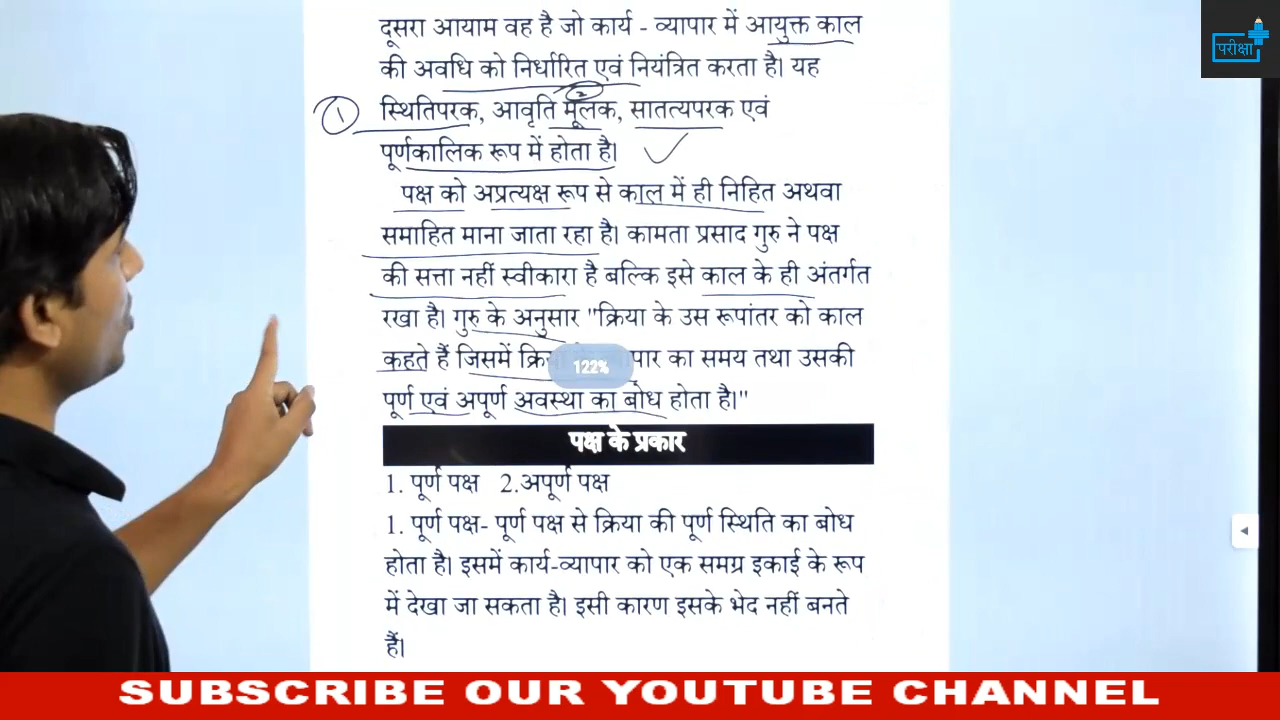 दूसरा आयाम वह है जो कार्य - व्यापार में आयुक्त काल
की अवधि को निर्धारित एवं नियंत्रित करता है। यह
स्थितिपरक, आवृति मूलक, सातत्यपरक एवं
पूर्णकालिक रूप में होता है।
पक्ष को अप्रत्यक्ष रूप से काल में ही निहित अथवा
समाहित माना जाता रहा है। कामता प्रसाद गुरु ने पक्ष
की सत्ता नहीं स्वीकारा है बल्कि इसे काल के ही अंतर्गत
रखा है। गुरु के अनुसार "क्रिया के उस रूपांतर को काल
कहते हैं जिसमें का समय तथा उसकी
122%
पूर्ण एवं अपूर्ण अवस्था का बोध होता है।"
पक्ष के प्रकार
1. पूर्ण पक्ष 2.अपूर्ण पक्ष
1. पूर्ण पक्ष- पूर्ण पक्ष से क्रिया की पूर्ण स्थिति का बोध
होता है। इसमें कार्य-व्यापार को एक समग्र इकाई के रूप
में देखा जा सकता है। इसी कारण इसके भेद नहीं बनते
हैं।
परीक्षा
1
2
SUBSCRIBE OUR YOUTUBE CHANNEL